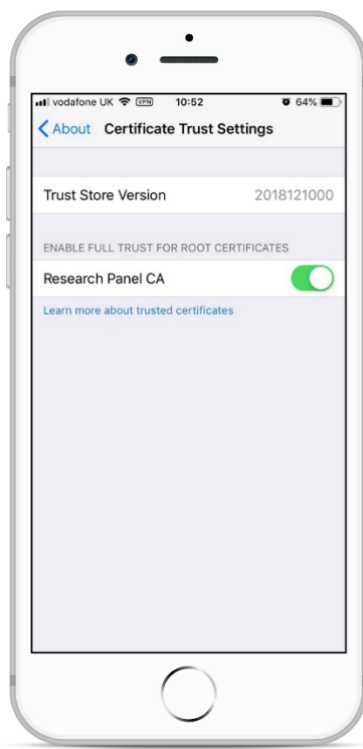 vodafone UK VPN 10:52 64%
About Certificate Trust Settings
Trust Store Version 2018121000
ENABLE FULL TRUST FOR ROOT CERTIFICATES
Research Panel CA
Learn more about trusted certificates